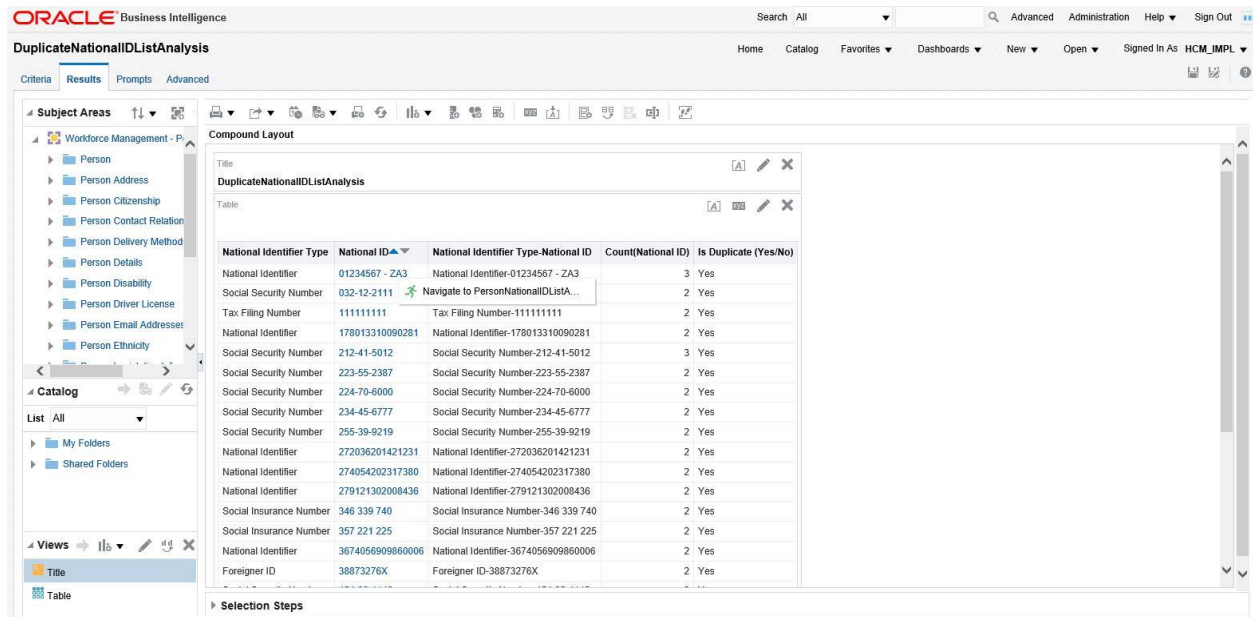 ORACLE Business Intelligence
Search All Advanced Administration Help Sign Out
DuplicateNationalIDListAnalysis
Home Catalog Favorites Dashboards New Open Signed In As HCM_IMPL
Criteria Results Prompts Advanced
Subject Areas
Workforce Management -
Person
Person Address
Person Citizenship
Person Contact Relation
Person Delivery Method
Person Details
Person Disability
Person Driver License
Person Email Addresses
Person Ethnicity
Catalog
List All
My Folders
Shared Folders
Views
Title
Table
Compound Layout
Title
DuplicateNationalIDListAnalysis
Table
National Identifier Type National ID National Identifier Type-National ID Count(National ID) Is Duplicate (Yes/No)
National Identifier 01234567 - ZA3 National Identifier-01234567 - ZA3 3 Yes
Social Security Number 032-12-2111 Navigate to PersonNationalIDListA... 2 Yes
Tax Filing Number 111111111 Tax Filing Number-111111111 2 Yes
National Identifier 178013310090281 National Identifier-178013310090281 2 Yes
Social Security Number 212-41-5012 Social Security Number-212-41-5012 3 Yes
Social Security Number 223-55-2387 Social Security Number-223-55-2387 2 Yes
Social Security Number 224-70-6000 Social Security Number-224-70-6000 2 Yes
Social Security Number 234-45-6777 Social Security Number-234-45-6777 2 Yes
Social Security Number 255-39-9219 Social Security Number-255-39-9219 2 Yes
National Identifier 272036201421231 National Identifier-272036201421231 2 Yes
National Identifier 274054202317380 National Identifier-274054202317380 2 Yes
National Identifier 279121302008436 National Identifier-279121302008436 2 Yes
Social Insurance Number 346 339 740 Social Insurance Number-346 339 740 2 Yes
Social Insurance Number 357 221 225 Social Insurance Number-357 221 225 2 Yes
National Identifier 3674056909860006 National Identifier-3674056909860006 2 Yes
Foreigner ID 38873276X Foreigner ID-38873276X 2 Yes
Selection Steps